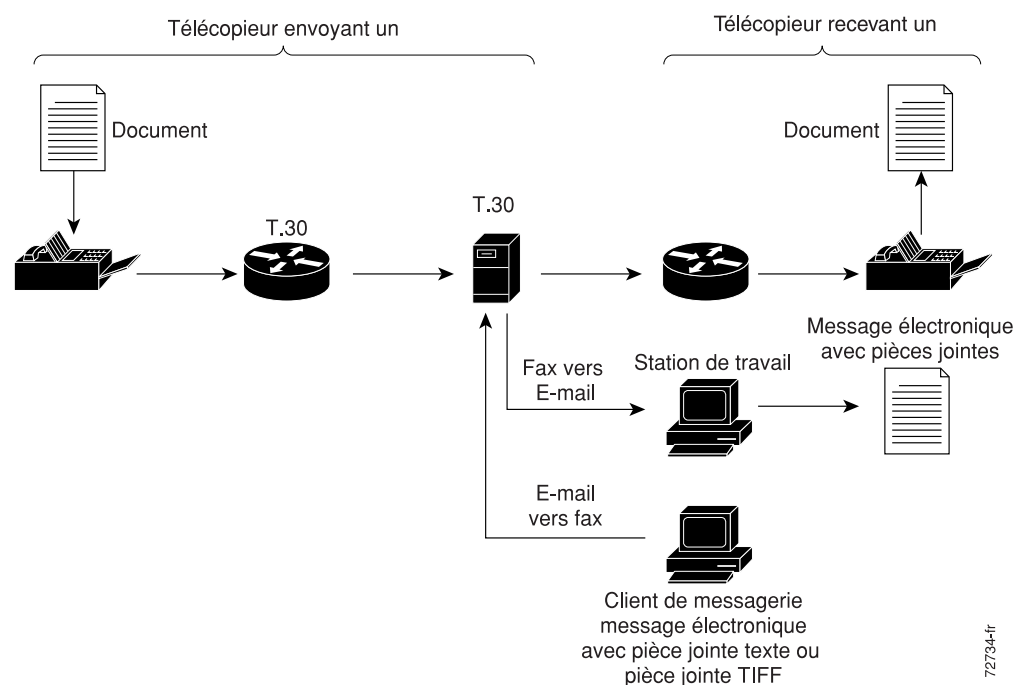 Télécopieur envoyant un
Télécopieur recevant un
Document
Document
T.30
T.30
Message électronique
avec pièces jointes
Fax vers
E-mail
Station de travail
E-mail
vers fax
Client de messagerie
message électronique
avec pièce jointe texte ou
pièce jointe TIFF
72734-fr